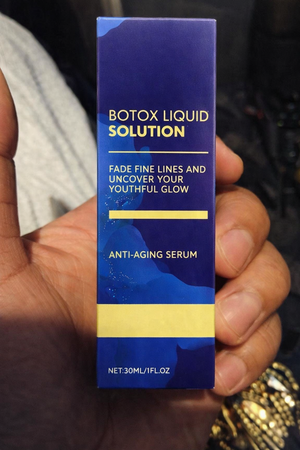 BOTOX LIQUID
SOLUTION
FADE FINE LINES AND
UNCOVER YOUR
YOUTHFUL GLOW
ANTI-AGING SERUM
NET:30ML/1FL.OZ